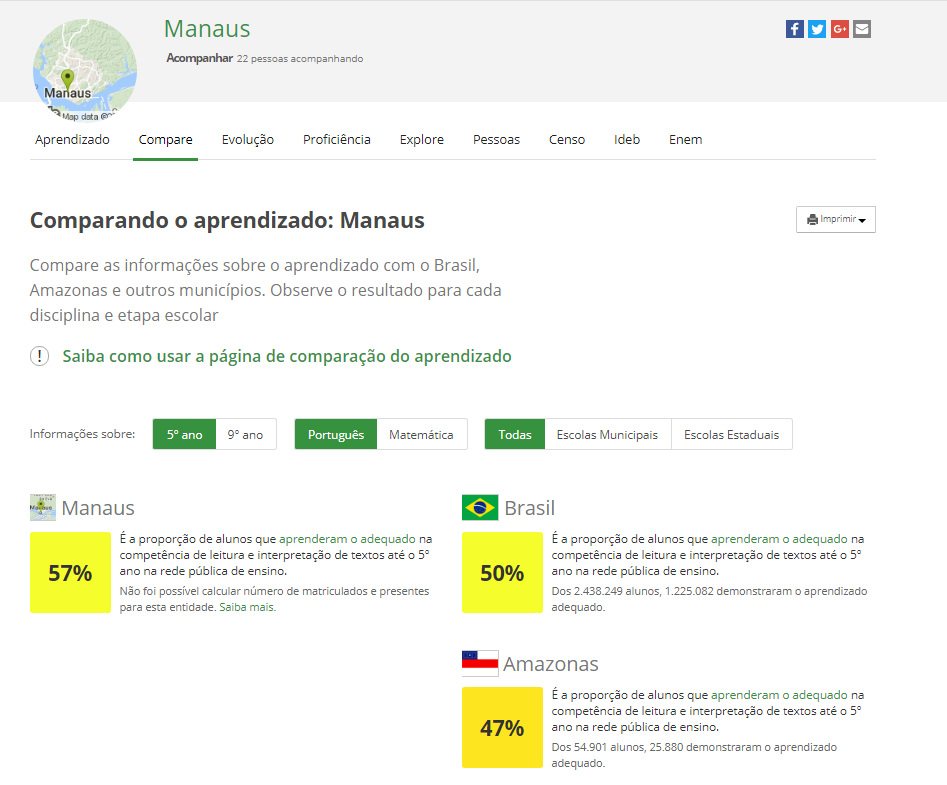 Manaus
Acompanhar 22 pessoas acompanhando
Manaus
Map data @
Aprendizado Compare Evolução Proficiência Explore Pessoas Censo Ideb Enem
Comparando o aprendizado: Manaus
Imprimir
Compare as informações sobre o aprendizado com o Brasil,
Amazonas e outros municípios. Observe o resultado para cada
disciplina e etapa escolar
! Saiba como usar a página de comparação do aprendizado
Informações sobre: 5º ano 9º ano Português Matemática Todas Escolas Municipais Escolas Estaduais
Manaus
57%
É a proporção de alunos que aprenderam o adequado na
competência de leitura e interpretação de textos até o 5º
ano na rede pública de ensino.
Não foi possível calcular número de matriculados e presentes
para esta entidade. Saiba mais.
Brasil
50%
É a proporção de alunos que aprenderam o adequado na
competência de leitura e interpretação de textos até o 5º
ano na rede pública de ensino.
Dos 2.438.249 alunos, 1.225.082 demonstraram o aprendizado
adequado.
Amazonas
47%
É a proporção de alunos que aprenderam o adequado na
competência de leitura e interpretação de textos até o 5º
ano na rede pública de ensino.
Dos 54.901 alunos, 25.880 demonstraram o aprendizado
adequado.